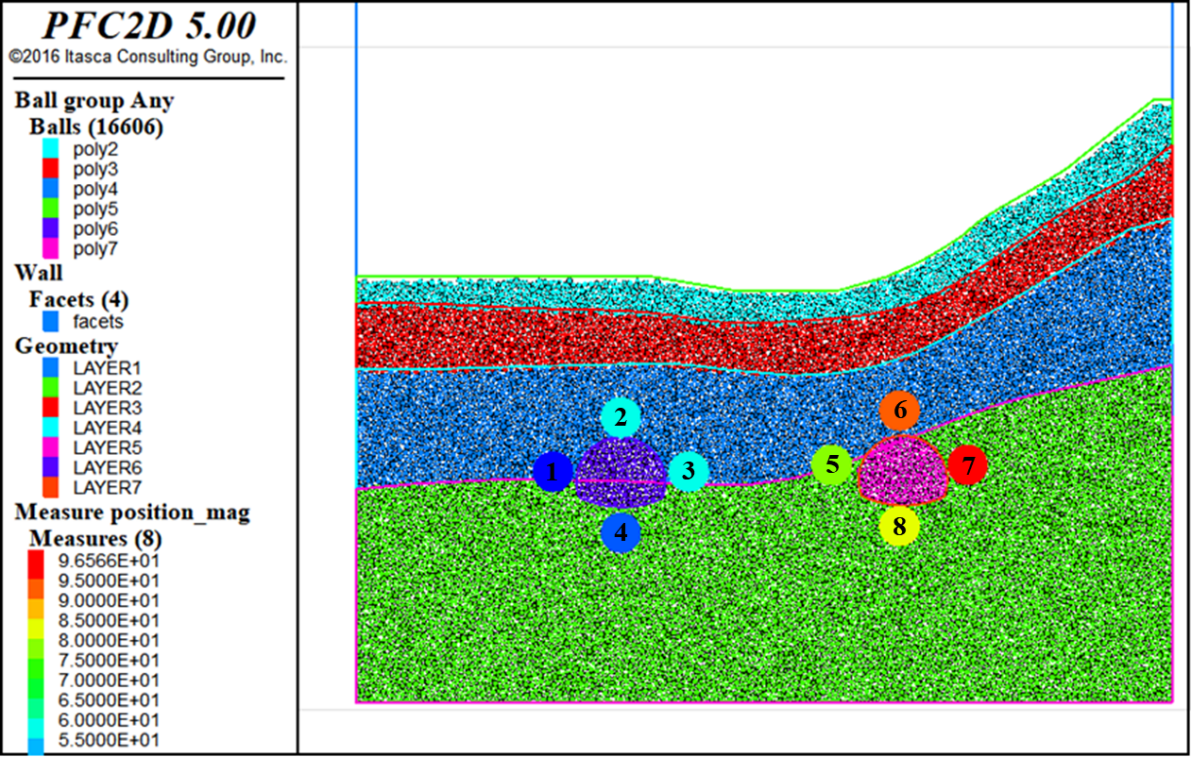 PFC2D 5.00
©2016 Itasca Consulting Group, Inc.
Ball group Any
Balls (16606)
poly2
poly3
poly4
poly5
poly6
poly7
Wall
Facets (4)
facets
Geometry
LAYER1
LAYER2
LAYER3
LAYER4
LAYER5
LAYER6
LAYER7
Measure position_mag
Measures (8)
9.6566E+01
9.5000E+01
9.0000E+01
8.5000E+01
8.0000E+01
7.5000E+01
7.0000E+01
6.5000E+01
6.0000E+01
5.5000E+01
2
6
1
3
5
7
4
8